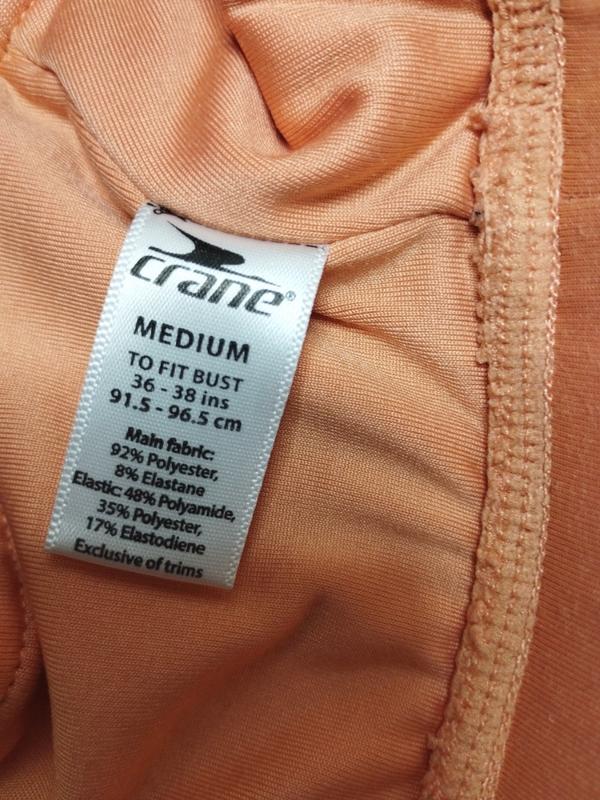 crane®
MEDIUM
TO FIT BUST
36 - 38 ins
91.5 - 96.5 cm
Main fabric:
92% Polyester,
8% Elastane
Elastic: 48% Polyamide,
35% Polyester,
17% Elastodiene
Exclusive of trims